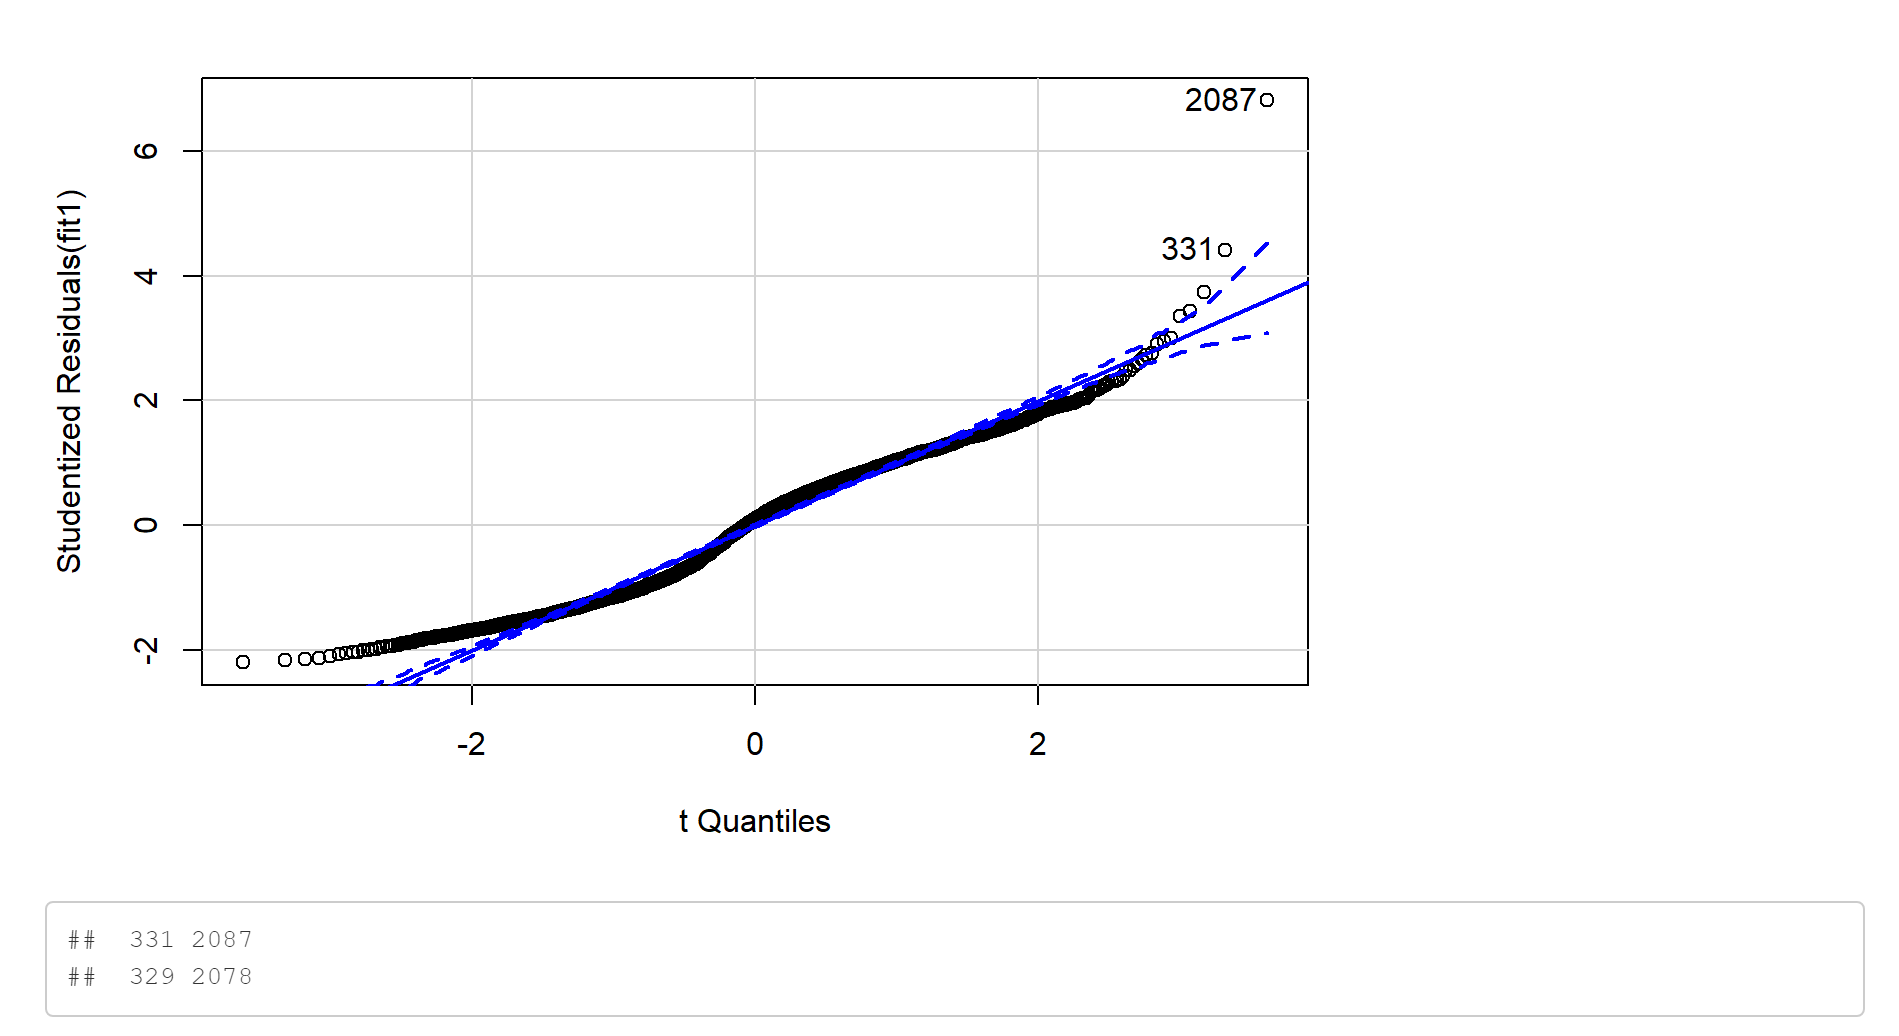 2087
6
331
4
2
0
-2
Studentized Residuals(fit1)
-2 0 2
t Quantiles
## 331 2087
## 329 2078